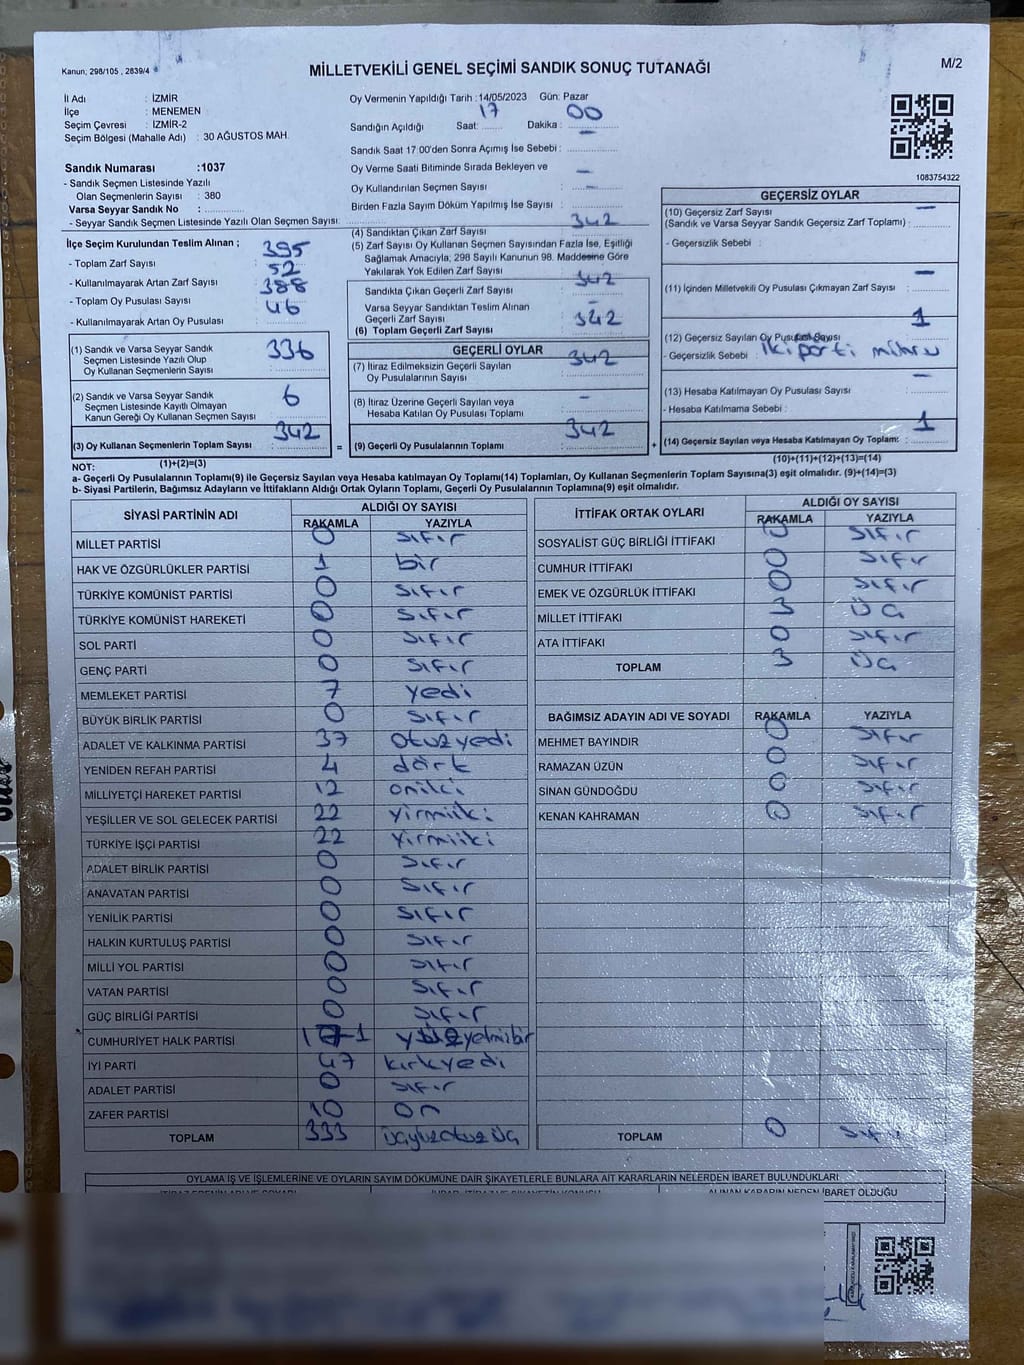 Kanun; 298/105 , 2839/4
MİLLETVEKİLİ GENEL SEÇİMİ SANDIK SONUÇ TUTANAĞI
M/2
İl Adı : İZMİR
İlçe : MENEMEN
Seçim Çevresi : İZMİR-2
Seçim Bölgesi (Mahalle Adı) : 30 AĞUSTOS MAH.
Sandık Numarası :1037
- Sandık Seçmen Listesinde Yazılı
Olan Seçmenlerin Sayısı : 380
Varsa Seyyar Sandık No :
- Seyyar Sandık Seçmen Listesinde Yazılı Olan Seçmen Sayısı:
Oy Vermenin Yapıldığı Tarih :14/05/2023 Gün: Pazar
Sandığın Açıldığı Saat: 17 Dakika : 00
Sandık Saat 17:00'den Sonra Açımış İse Sebebi : –
Oy Verme Saati Bitiminde Sırada Bekleyen ve
Oy Kullandırılan Seçmen Sayısı : –
Birden Fazla Sayım Döküm Yapılmış İse Sayısı : –
1083754322
İlçe Seçim Kurulundan Teslim Alınan ;
- Toplam Zarf Sayısı : 395
- Kullanılmayarak Artan Zarf Sayısı : 52
- Toplam Oy Pusulası Sayısı : 388
- Kullanılmayarak Artan Oy Pusulası : 46
(4) Sandıktan Çıkan Zarf Sayısı : 342
(5) Zarf Sayısı Oy Kullanan Seçmen Sayısından Fazla İse, Eşitliği
Sağlamak Amacıyla; 298 Sayılı Kanunun 98. Maddesine Göre
Yakılarak Yok Edilen Zarf Sayısı : –
Sandıkta Çıkan Geçerli Zarf Sayısı : 342
Varsa Seyyar Sandıktan Teslim Alınan
Geçerli Zarf Sayısı : –
(6) Toplam Geçerli Zarf Sayısı : 342
GEÇERSİZ OYLAR
(10) Geçersiz Zarf Sayısı –
(Sandık ve Varsa Seyyar Sandık Geçersiz Zarf Toplamı) :
- Geçersizlik Sebebi :
(11) İçinden Milletvekili Oy Pusulası Çıkmayan Zarf Sayısı : –
(12) Geçersiz Sayılan Oy Pusulası Sayısı : 1
- Geçersizlik Sebebi : iki parti mührü
(13) Hesaba Katılmayan Oy Pusulası Sayısı : –
- Hesaba Katılmama Sebebi :
(14) Geçersiz Sayılan veya Hesaba Katılmayan Oy Toplam: 1
(10)+(11)+(12)+(13)=(14)
(1) Sandık ve Varsa Seyyar Sandık
Seçmen Listesinde Yazılı Olup
Oy Kullanan Seçmenlerin Sayısı : 336
(2) Sandık ve Varsa Seyyar Sandık
Seçmen Listesinde Kayıtlı Olmayan
Kanun Gereği Oy Kullanan Seçmen Sayısı : 6
(3) Oy Kullanan Seçmenlerin Toplam Sayısı : 342 =
(1)+(2)=(3)
GEÇERLİ OYLAR
(7) İtiraz Edilmeksizin Geçerli Sayılan
Oy Pusulalarının Sayısı : 342
(8) İtiraz Üzerine Geçerli Sayılan veya
Hesaba Katılan Oy Pusulası Toplamı : –
(9) Geçerli Oy Pusulalarının Toplamı : 342 +
NOT:
a- Geçerli Oy Pusulalarının Toplamı(9) ile Geçersiz Sayılan veya Hesaba katılmayan Oy Toplamı(14) Toplamları, Oy Kullanan Seçmenlerin Toplam Sayısına(3) eşit olmalıdır. (9)+(14)=(3)
b- Siyasi Partilerin, Bağımsız Adayların ve İttifakların Aldığı Ortak Oyların Toplamı, Geçerli Oy Pusulalarının Toplamına(9) eşit olmalıdır.
SİYASİ PARTİNİN ADI ALDIĞI OY SAYISI
RAKAMLA YAZIYLA
MİLLET PARTİSİ 0 sıfır
HAK VE ÖZGÜRLÜKLER PARTİSİ 1 bir
TÜRKİYE KOMÜNİST PARTİSİ 0 sıfır
TÜRKİYE KOMÜNİST HAREKETİ 0 sıfır
SOL PARTİ 0 sıfır
GENÇ PARTİ 0 sıfır
MEMLEKET PARTİSİ 7 yedi
BÜYÜK BİRLİK PARTİSİ 0 sıfır
ADALET VE KALKINMA PARTİSİ 37 otuzyedi
YENİDEN REFAH PARTİSİ 4 dört
MİLLİYETÇİ HAREKET PARTİSİ 12 oniki
YEŞİLLER VE SOL GELECEK PARTİSİ 22 yirmiiki
TÜRKİYE İŞÇİ PARTİSİ 22 yirmiiki
ADALET BİRLİK PARTİSİ 0 sıfır
ANAVATAN PARTİSİ 0 sıfır
YENİLİK PARTİSİ 0 sıfır
HALKIN KURTULUŞ PARTİSİ 0 sıfır
MİLLİ YOL PARTİSİ 0 sıfır
VATAN PARTİSİ 0 sıfır
GÜÇ BİRLİĞİ PARTİSİ 0 sıfır
CUMHURİYET HALK PARTİSİ 171 yüzyetmişbir
İYİ PARTİ 47 kırkyedi
ADALET PARTİSİ 0 sıfır
ZAFER PARTİSİ 10 on
TOPLAM 333 üçyüzotuzüç
İTTİFAK ORTAK OYLARI ALDIĞI OY SAYISI
RAKAMLA YAZIYLA
SOSYALİST GÜÇ BİRLİĞİ İTTİFAKI 0 sıfır
CUMHUR İTTİFAKI 0 sıfır
EMEK VE ÖZGÜRLÜK İTTİFAKI 0 sıfır
MİLLET İTTİFAKI 3 üç
ATA İTTİFAKI 0 sıfır
TOPLAM 3 üç
BAĞIMSIZ ADAYIN ADI VE SOYADI RAKAMLA YAZIYLA
MEHMET BAYINDIR 0 sıfır
RAMAZAN ÜZÜN 0 sıfır
SİNAN GÜNDOĞDU 0 sıfır
KENAN KAHRAMAN 0 sıfır
TOPLAM 0 sıfır
OYLAMA İŞ VE İŞLEMLERİNE VE OYLARIN SAYIM DÖKÜMÜNE DAİR ŞİKAYETLERLE BUNLARA AİT KARARLARIN NELERDEN İBARET BULUNDUKLARI
ALINAN KARARIN NEDEN İBARET OLDUĞU